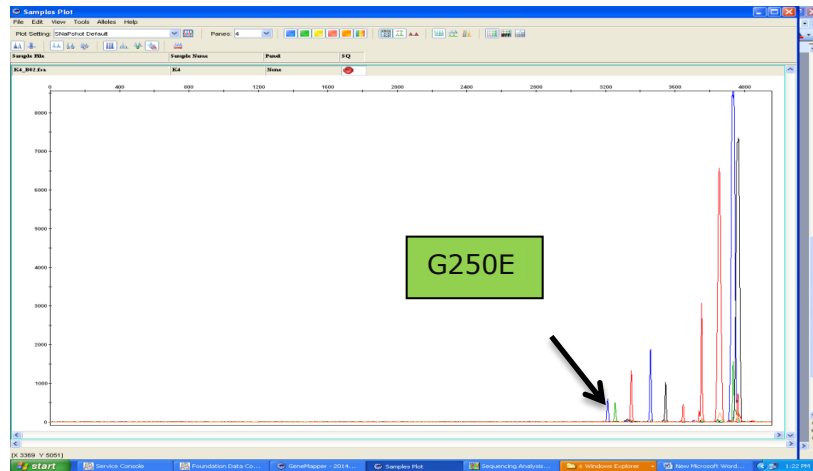 Samples Plot
File Edit View Tools Alleles Help
Plot Setting: SNaPshot Default Panes: 4
Sample File Sample Name Panel SQ
K4_B02.fsa K4 None
400 800 1200 1600 2000 2400 2800 3200 3600 4000
8000
7000
6000
5000
4000
3000
2000
1000
0
G250E
[X 3369 Y 5051]
start Service Console Foundation Data Co... GeneMapper - 2014... Samples Plot Sequencing Analysis... 4 Windows Explorer New Microsoft Word... 1:22 PM